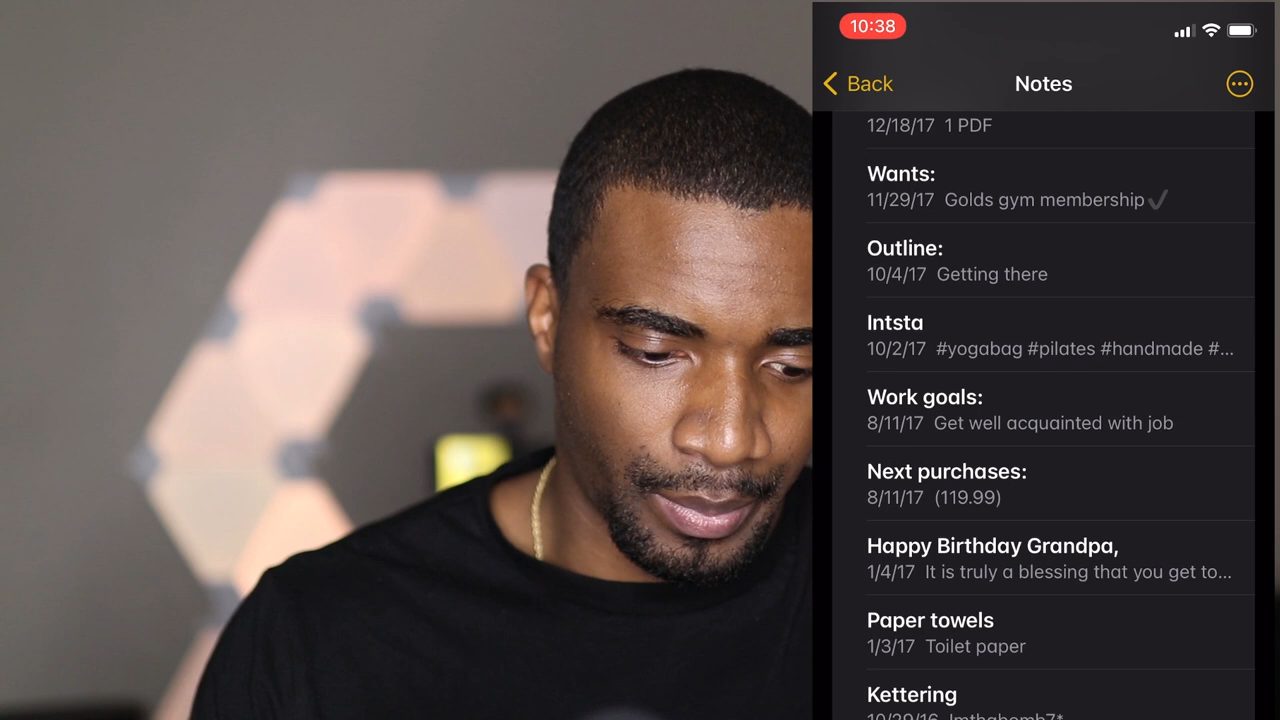 10:38
Back
Notes
12/18/17 1 PDF
Wants:
11/29/17 Golds gym membership✔️
Outline:
10/4/17 Getting there
Intsta
10/2/17 #yogabag #pilates #handmade #...
Work goals:
8/11/17 Get well acquainted with job
Next purchases:
8/11/17 (119.99)
Happy Birthday Grandpa,
1/4/17 It is truly a blessing that you get to...
Paper towels
1/3/17 Toilet paper
Kettering